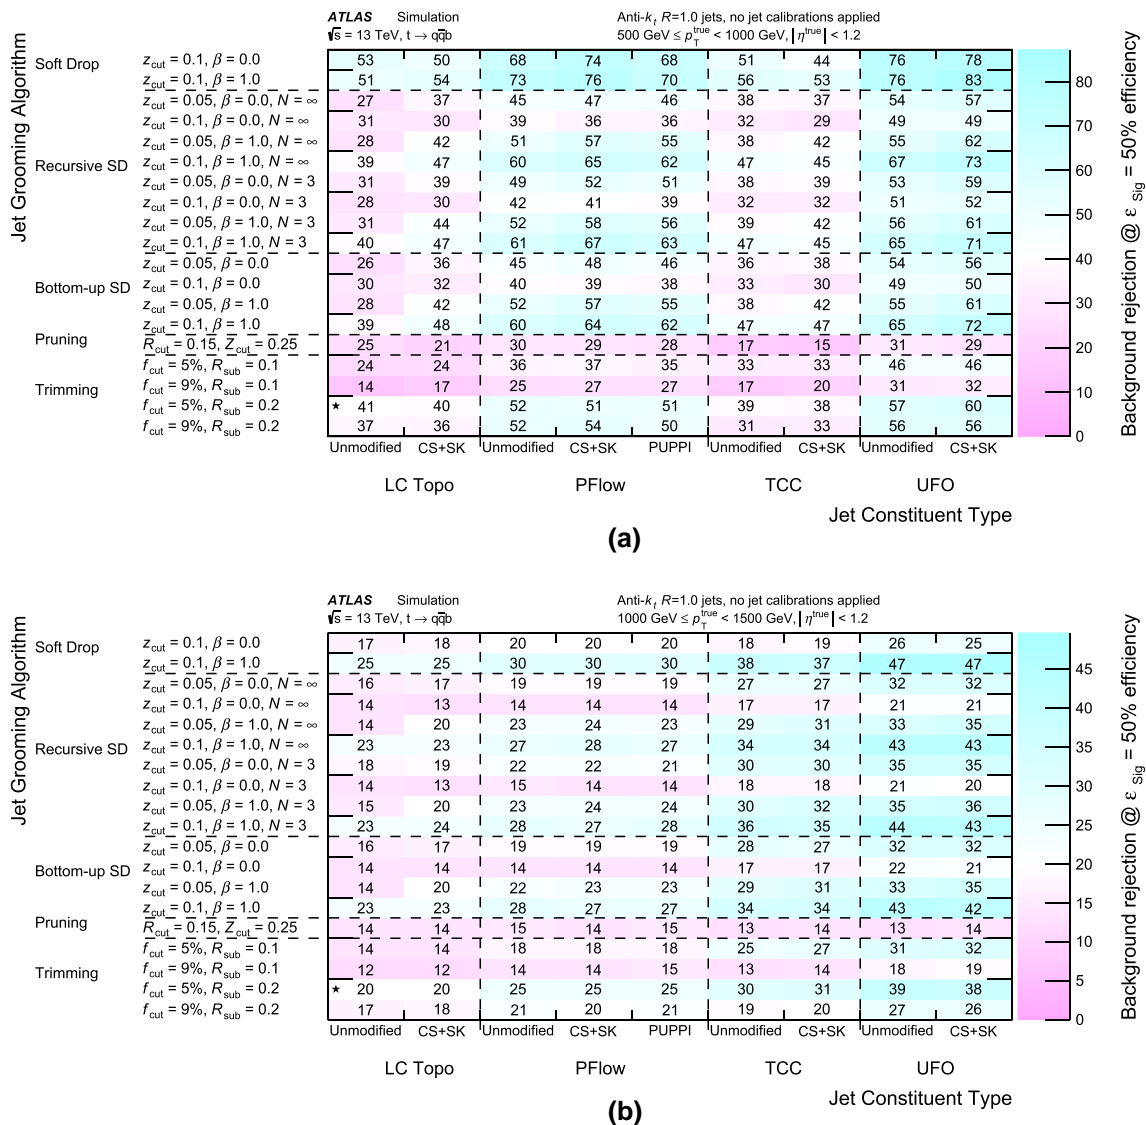 ATLAS Simulation Anti-k_t R=1.0 jets, no jet calibrations applied
√s = 13 TeV, t → qq̄b 500 GeV ≤ p_T^true < 1000 GeV, |η^true| < 1.2
Jet Grooming Algorithm
Soft Drop z_cut = 0.1, β = 0.0 53 50 68 74 68 51 44 76 78
z_cut = 0.1, β = 1.0 51 54 73 76 70 56 53 76 83
z_cut = 0.05, β = 0.0, N = ∞ 27 37 45 47 46 38 37 54 57
z_cut = 0.1, β = 0.0, N = ∞ 31 30 39 36 36 32 29 49 49
z_cut = 0.05, β = 1.0, N = ∞ 28 42 51 57 55 38 42 55 62
Recursive SD z_cut = 0.1, β = 1.0, N = ∞ 39 47 60 65 62 47 45 67 73
z_cut = 0.05, β = 0.0, N = 3 31 39 49 52 51 38 39 53 59
z_cut = 0.1, β = 0.0, N = 3 28 30 42 41 39 32 32 51 52
z_cut = 0.05, β = 1.0, N = 3 31 44 52 58 56 39 42 56 61
z_cut = 0.1, β = 1.0, N = 3 40 47 61 67 63 47 45 65 71
z_cut = 0.05, β = 0.0 26 36 45 48 46 36 38 54 56
Bottom-up SD z_cut = 0.1, β = 0.0 30 32 40 39 38 33 30 49 50
z_cut = 0.05, β = 1.0 28 42 52 57 55 38 42 55 61
z_cut = 0.1, β = 1.0 39 48 60 64 62 47 47 65 72
Pruning R_cut = 0.15, Z_cut = 0.25 25 21 30 29 28 17 15 31 29
f_cut = 5%, R_sub = 0.1 24 24 36 37 35 33 33 46 46
Trimming f_cut = 9%, R_sub = 0.1 14 17 25 27 27 17 20 31 32
f_cut = 5%, R_sub = 0.2 ★ 41 40 52 51 51 39 38 57 60
f_cut = 9%, R_sub = 0.2 37 36 52 54 50 31 33 56 56
Unmodified CS+SK Unmodified CS+SK PUPPI Unmodified CS+SK Unmodified CS+SK
LC Topo PFlow TCC UFO
Jet Constituent Type
80
70
60
50
40
30
20
10
0
Background rejection @ ε_Sig = 50% efficiency
(a)
ATLAS Simulation Anti-k_t R=1.0 jets, no jet calibrations applied
√s = 13 TeV, t → qq̄b 1000 GeV ≤ p_T^true < 1500 GeV, |η^true| < 1.2
Jet Grooming Algorithm
Soft Drop z_cut = 0.1, β = 0.0 17 18 20 20 20 18 19 26 25
z_cut = 0.1, β = 1.0 25 25 30 30 30 38 37 47 47
z_cut = 0.05, β = 0.0, N = ∞ 16 17 19 19 19 27 27 32 32
z_cut = 0.1, β = 0.0, N = ∞ 14 13 14 14 14 17 17 21 21
z_cut = 0.05, β = 1.0, N = ∞ 14 20 23 24 23 29 31 33 35
Recursive SD z_cut = 0.1, β = 1.0, N = ∞ 23 23 27 28 27 34 34 43 43
z_cut = 0.05, β = 0.0, N = 3 18 19 22 22 21 30 30 35 35
z_cut = 0.1, β = 0.0, N = 3 14 13 15 14 14 18 18 21 20
z_cut = 0.05, β = 1.0, N = 3 15 20 23 24 24 30 32 35 36
z_cut = 0.1, β = 1.0, N = 3 23 24 28 27 28 36 35 44 43
z_cut = 0.05, β = 0.0 16 17 19 19 19 28 27 32 32
Bottom-up SD z_cut = 0.1, β = 0.0 14 14 14 14 14 17 17 22 21
z_cut = 0.05, β = 1.0 14 20 22 23 23 29 31 33 35
z_cut = 0.1, β = 1.0 23 23 28 27 27 34 34 43 42
Pruning R_cut = 0.15, Z_cut = 0.25 14 14 15 14 15 13 14 13 14
f_cut = 5%, R_sub = 0.1 14 14 18 18 18 25 27 31 32
Trimming f_cut = 9%, R_sub = 0.1 12 12 14 14 15 13 14 18 19
f_cut = 5%, R_sub = 0.2 ★ 20 20 25 25 25 30 31 39 38
f_cut = 9%, R_sub = 0.2 17 18 21 20 21 19 20 27 26
Unmodified CS+SK Unmodified CS+SK PUPPI Unmodified CS+SK Unmodified CS+SK
LC Topo PFlow TCC UFO
Jet Constituent Type
45
40
35
30
25
20
15
10
5
0
Background rejection @ ε_Sig = 50% efficiency
(b)